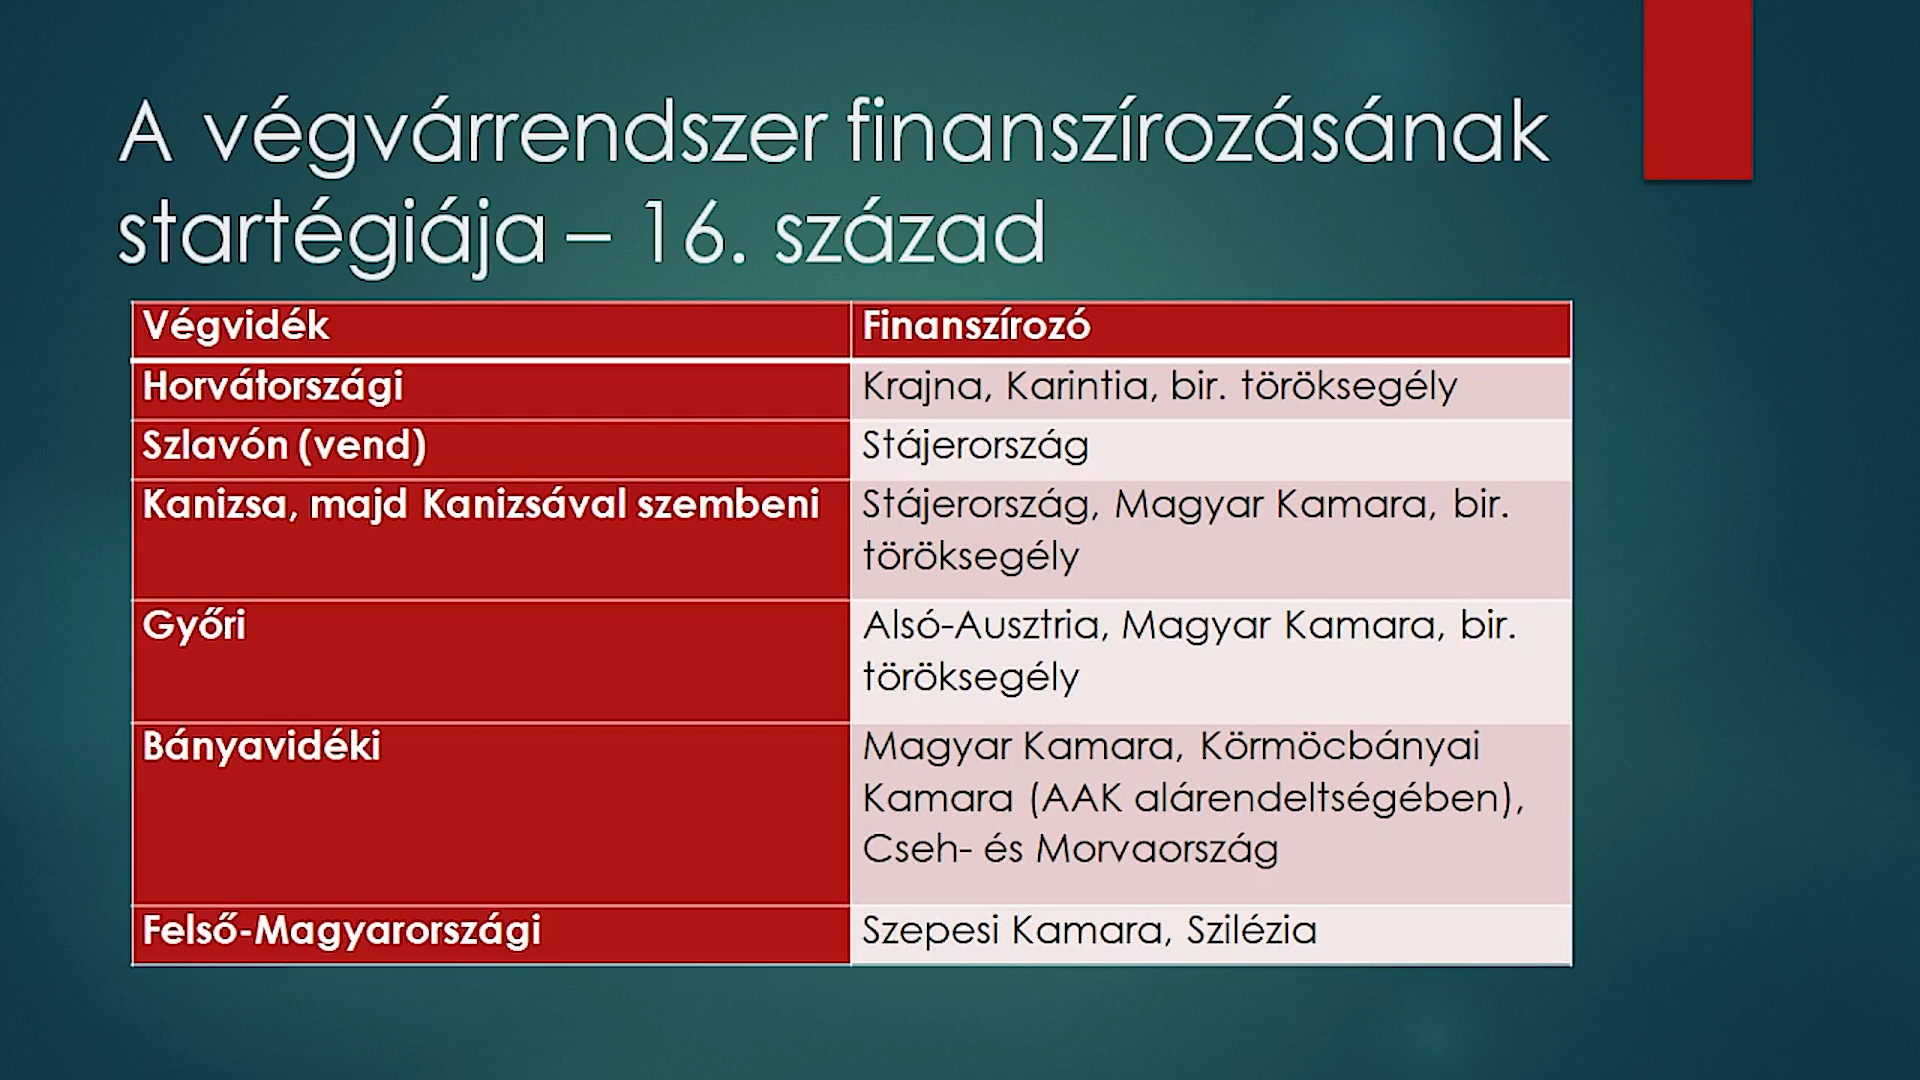 A végvárrendszer finanszírozásának
startégiája – 16. század
Végvidék
Finanszírozó
Horvátországi
Krajna, Karintia, bir. töröksegély
Szlavón (vend)
Stájerország
Kanizsa, majd Kanizsával szembeni
Stájerország, Magyar Kamara, bir.
töröksegély
Győri
Alsó-Ausztria, Magyar Kamara, bir.
töröksegély
Bányavidéki
Magyar Kamara, Körmöcbányai
Kamara (AAK alárendeltségében),
Cseh- és Morvaország
Felső-Magyarországi
Szepesi Kamara, Szilézia